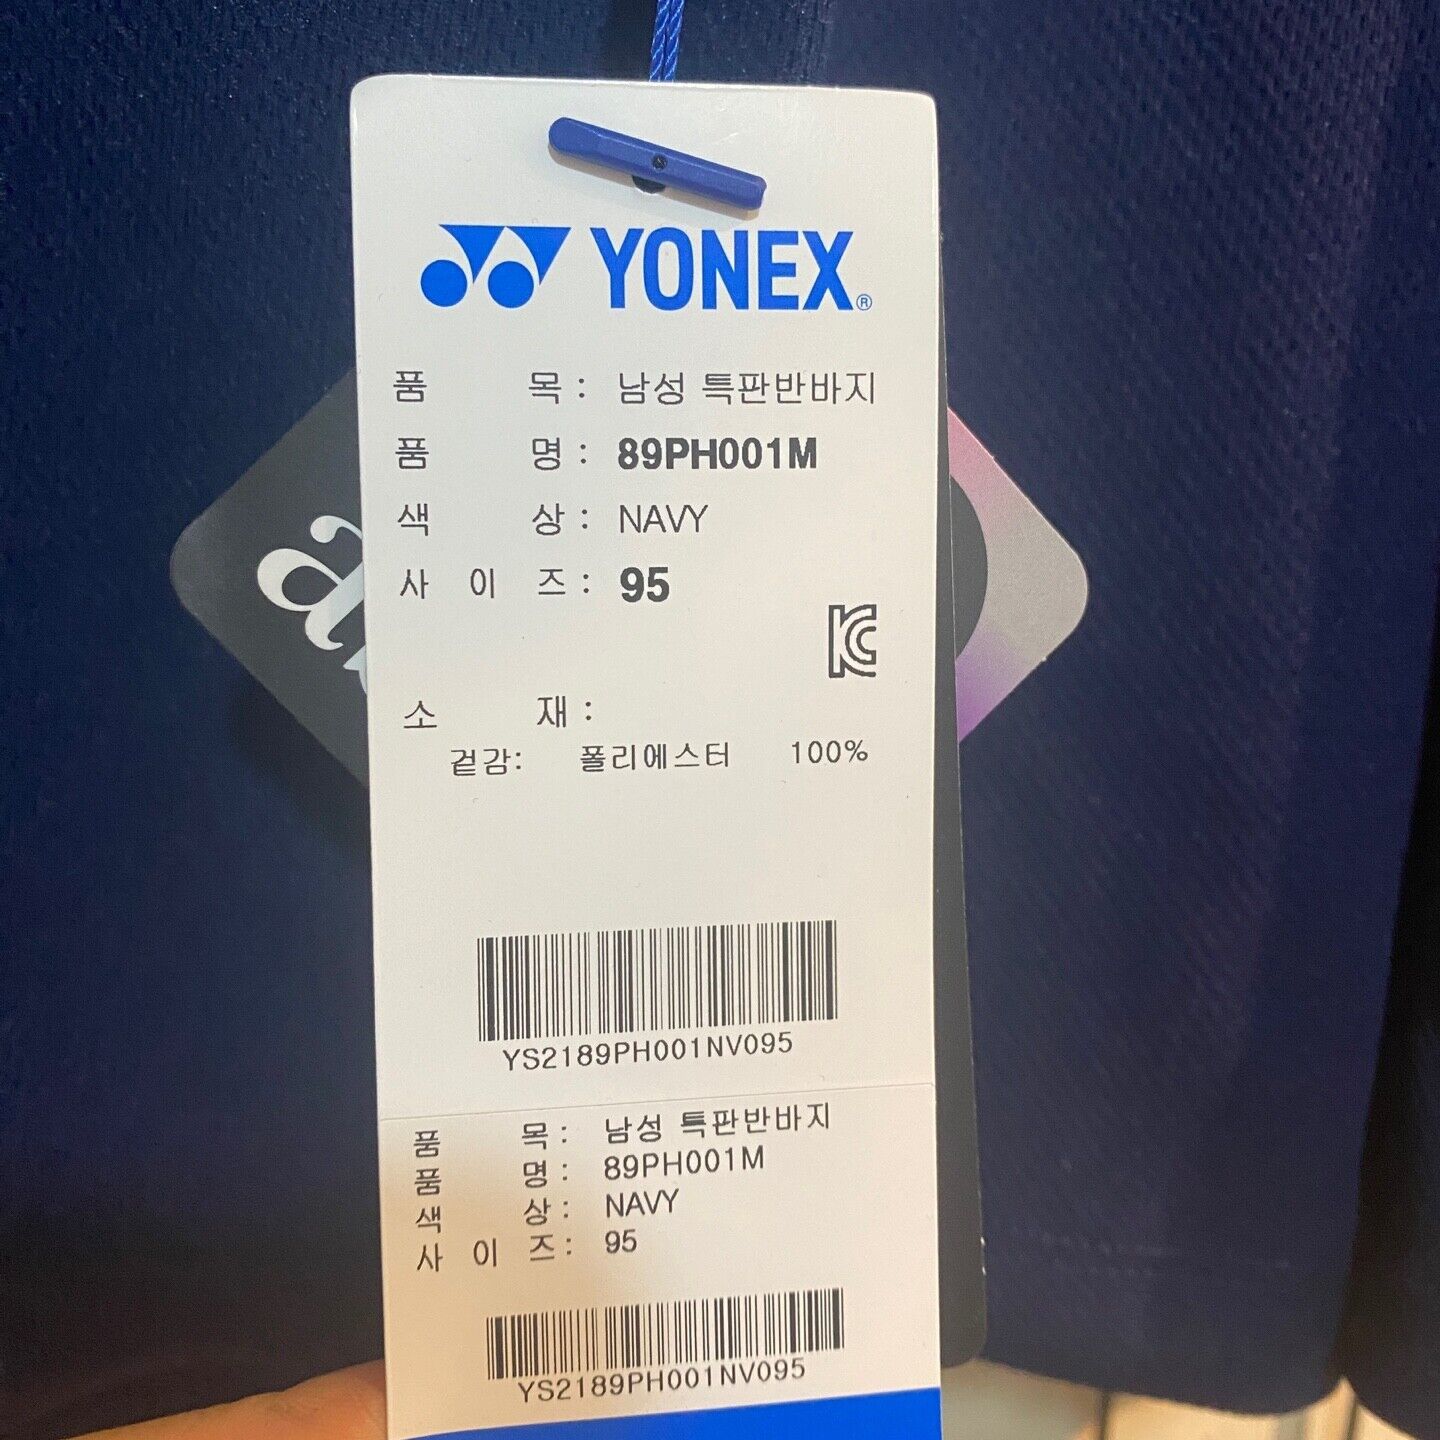 YONEX®
품 목 : 남성 특판반바지
품 명 : 89PH001M
색 상 : NAVY
사 이 즈 : 95
소 재 :
겉감: 폴리에스터 100%
YS2189PH001NV095
품 목 : 남성 특판반바지
품 명 : 89PH001M
색 상 : NAVY
사 이 즈 : 95
YS2189PH001NV095